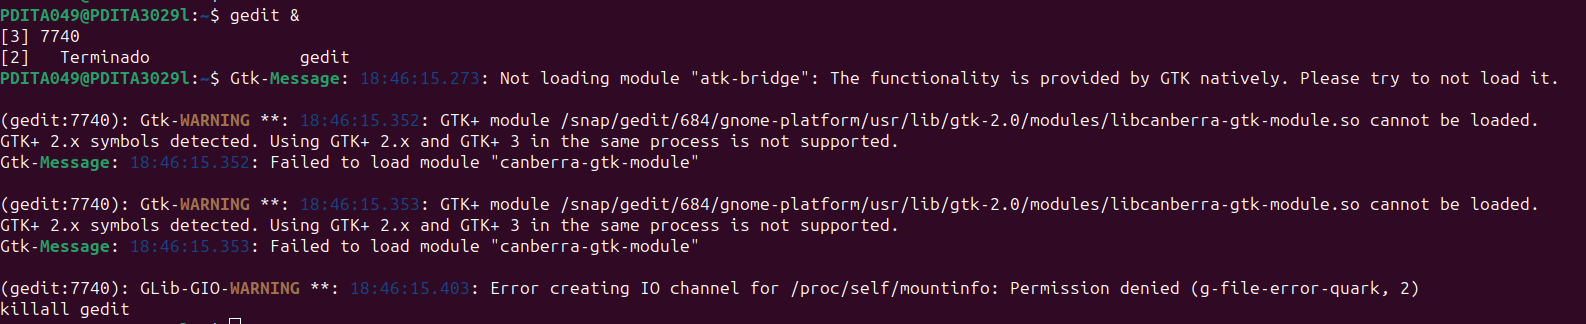 PDITA049@PDITA3029l:~$ gedit &
[3] 7740
[2]   Terminado               gedit
PDITA049@PDITA3029l:~$ Gtk-Message: 18:46:15.273: Not loading module "atk-bridge": The functionality is provided by GTK natively. Please try to not load it.
(gedit:7740): Gtk-WARNING **: 18:46:15.352: GTK+ module /snap/gedit/684/gnome-platform/usr/lib/gtk-2.0/modules/libcanberra-gtk-module.so cannot be loaded.
GTK+ 2.x symbols detected. Using GTK+ 2.x and GTK+ 3 in the same process is not supported.
Gtk-Message: 18:46:15.352: Failed to load module "canberra-gtk-module"
(gedit:7740): Gtk-WARNING **: 18:46:15.353: GTK+ module /snap/gedit/684/gnome-platform/usr/lib/gtk-2.0/modules/libcanberra-gtk-module.so cannot be loaded.
GTK+ 2.x symbols detected. Using GTK+ 2.x and GTK+ 3 in the same process is not supported.
Gtk-Message: 18:46:15.353: Failed to load module "canberra-gtk-module"
(gedit:7740): GLib-GIO-WARNING **: 18:46:15.403: Error creating IO channel for /proc/self/mountinfo: Permission denied (g-file-error-quark, 2)
killall gedit